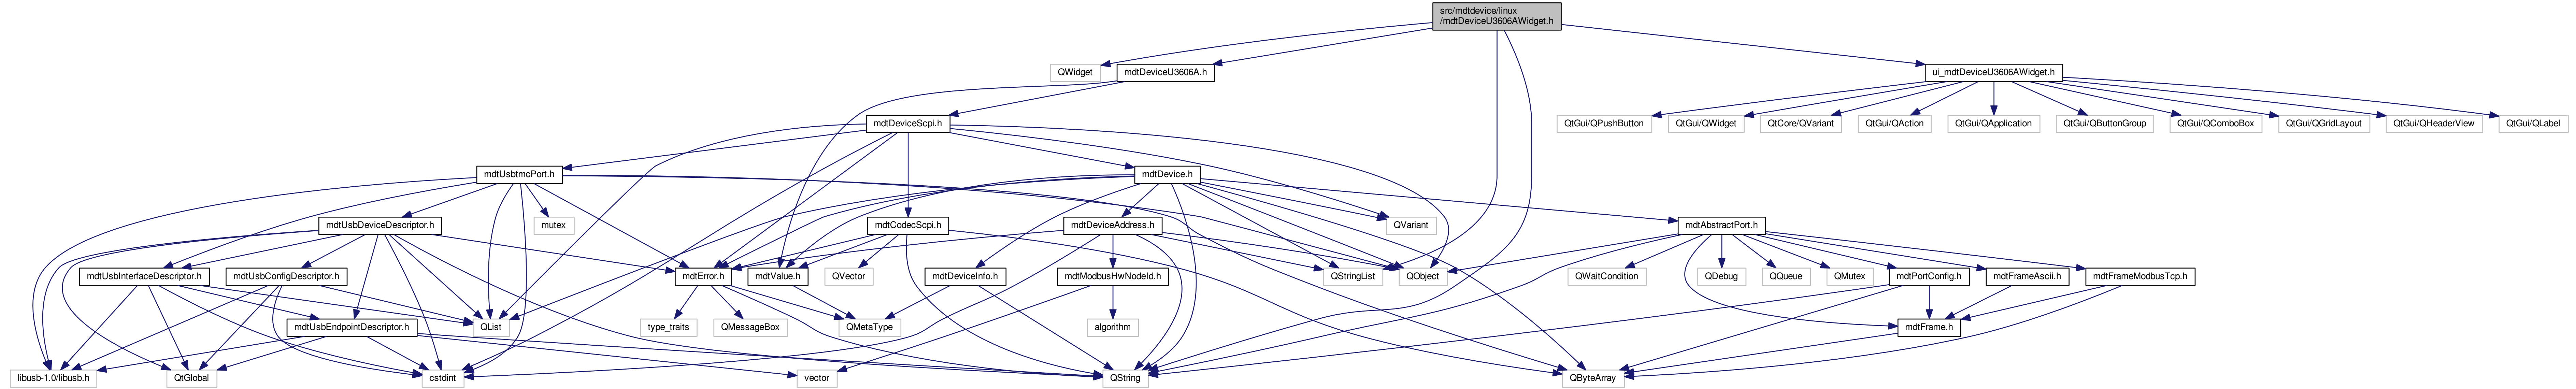 src/mdtdevice/linux
/mdtDeviceU3606AWidget.h
QWidget
mdtDeviceU3606A.h
ui_mdtDeviceU3606AWidget.h
mdtDeviceScpi.h
QtGui/QPushButton
QtGui/QWidget
QtCore/QVariant
QtGui/QAction
QtGui/QApplication
QtGui/QButtonGroup
QtGui/QComboBox
QtGui/QGridLayout
QtGui/QHeaderView
QtGui/QLabel
mdtUsbtmcPort.h
mdtDevice.h
mdtUsbDeviceDescriptor.h
mutex
mdtCodecScpi.h
mdtDeviceAddress.h
QVariant
mdtAbstractPort.h
mdtUsbInterfaceDescriptor.h
mdtUsbConfigDescriptor.h
mdtError.h
mdtValue.h
QVector
mdtDeviceInfo.h
mdtModbusHwNodeId.h
QStringList
QObject
QWaitCondition
QDebug
QQueue
QMutex
mdtPortConfig.h
mdtFrameAscii.h
mdtFrameModbusTcp.h
mdtUsbEndpointDescriptor.h
QList
type_traits
QMessageBox
QMetaType
algorithm
mdtFrame.h
libusb-1.0/libusb.h
QtGlobal
cstdint
vector
QString
QByteArray